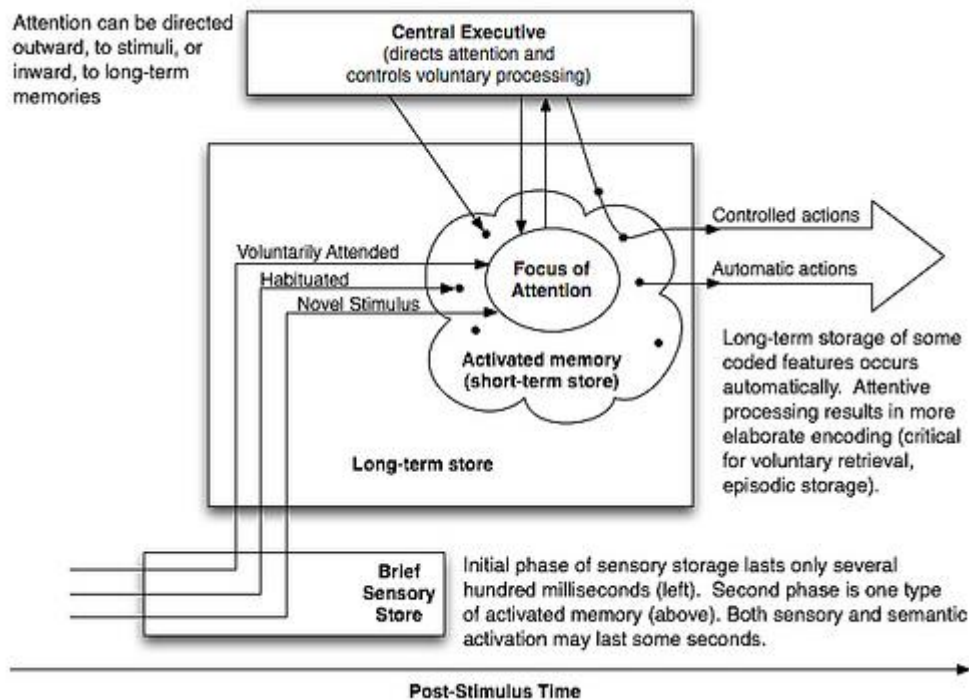 Attention can be directed
outward, to stimuli, or
inward, to long-term
memories
Central Executive
(directs attention and
controls voluntary processing)
Voluntarily Attended
Habituated
Novel Stimulus
Focus of
Attention
Activated memory
(short-term store)
Long-term store
Controlled actions
Automatic actions
Long-term storage of some
coded features occurs
automatically. Attentive
processing results in more
elaborate encoding (critical
for voluntary retrieval,
episodic storage).
Brief
Sensory
Store
Initial phase of sensory storage lasts only several
hundred milliseconds (left). Second phase is one type
of activated memory (above). Both sensory and semantic
activation may last some seconds.
Post-Stimulus Time